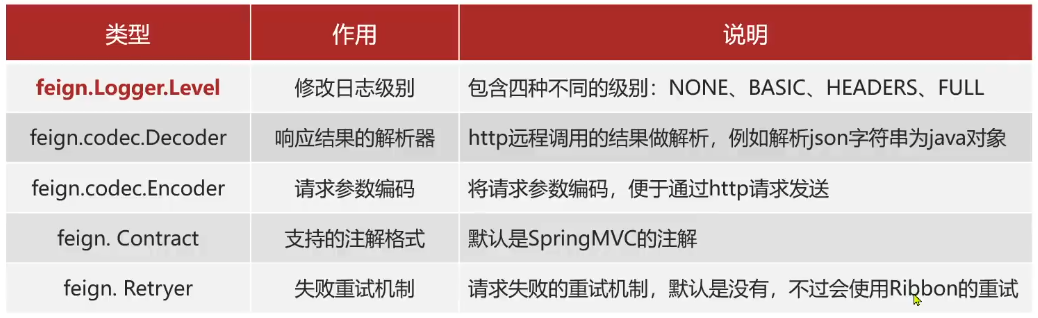 类型 作用 说明
feign.Logger.Level 修改日志级别 包含四种不同的级别：NONE、BASIC、HEADERS、FULL
feign.codec.Decoder 响应结果的解析器 http远程调用的结果做解析，例如解析json字符串为java对象
feign.codec.Encoder 请求参数编码 将请求参数编码，便于通过http请求发送
feign. Contract 支持的注解格式 默认是SpringMVC的注解
feign. Retryer 失败重试机制 请求失败的重试机制，默认是没有，不过会使用Ribbon的重试